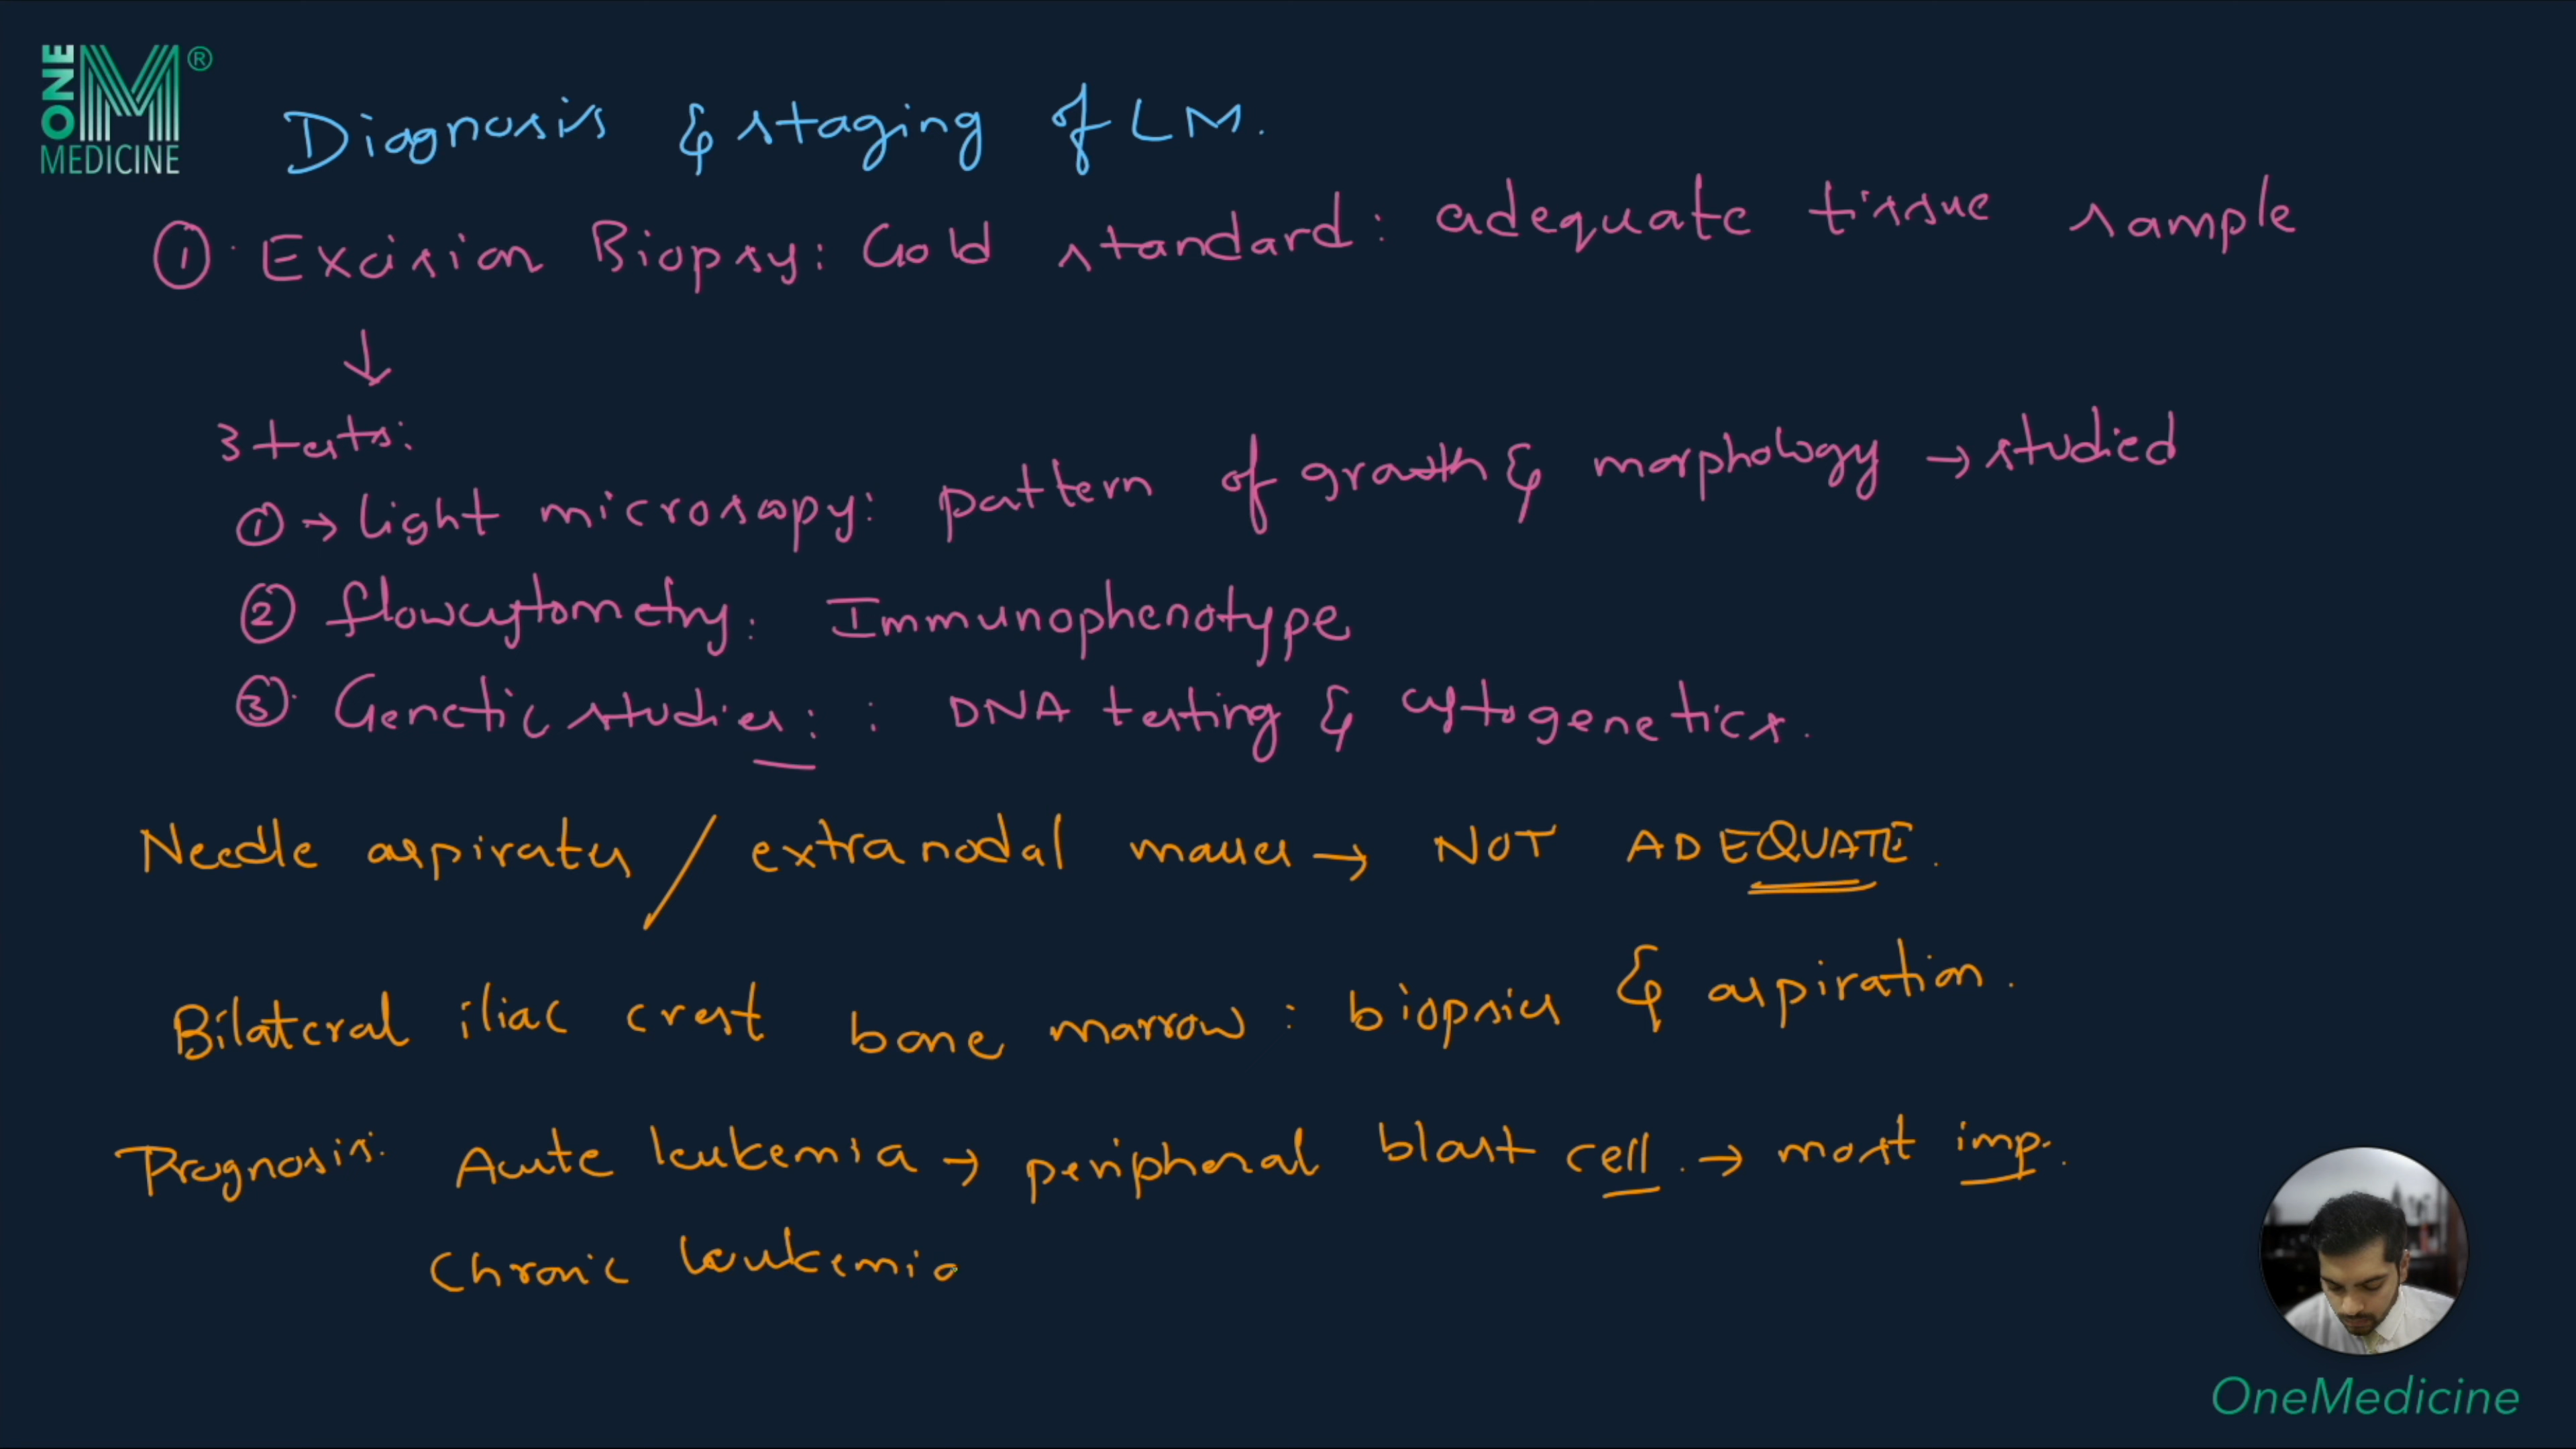 ONE M ®
MEDICINE
Diagnosis & staging of LM.
① Excision Biopsy: Gold standard: adequate tissue sample
↓
3 tests:
① → light microscopy: pattern of growth & morphology → studied
② flowcytometry: Immunophenotype
③ Genetic studies: : DNA testing & cytogenetics.
Needle aspirates / extranodal masses → NOT ADEQUATE.
Bilateral iliac crest bone marrow: biopsies & aspiration.
Prognosis: Acute leukemia → peripheral blast cell. → most imp.
Chronic leukemia
OneMedicine